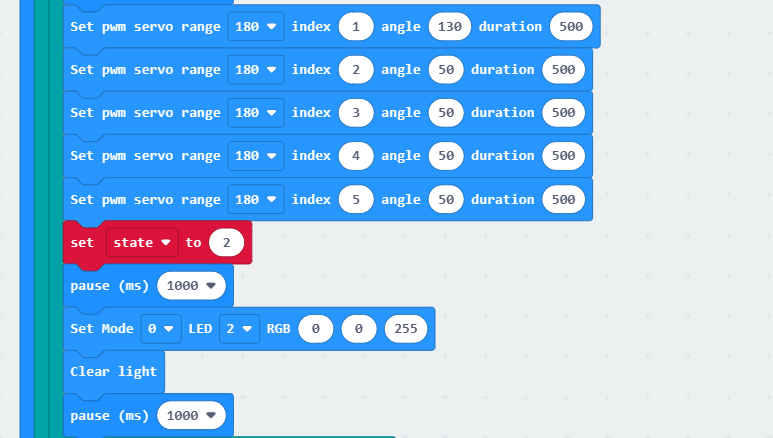 Set pwm servo range 180 index 1 angle 130 duration 500
Set pwm servo range 180 index 2 angle 50 duration 500
Set pwm servo range 180 index 3 angle 50 duration 500
Set pwm servo range 180 index 4 angle 50 duration 500
Set pwm servo range 180 index 5 angle 50 duration 500
set state to 2
pause (ms) 1000
Set Mode 0 LED 2 RGB 0 0 255
Clear light
pause (ms) 1000